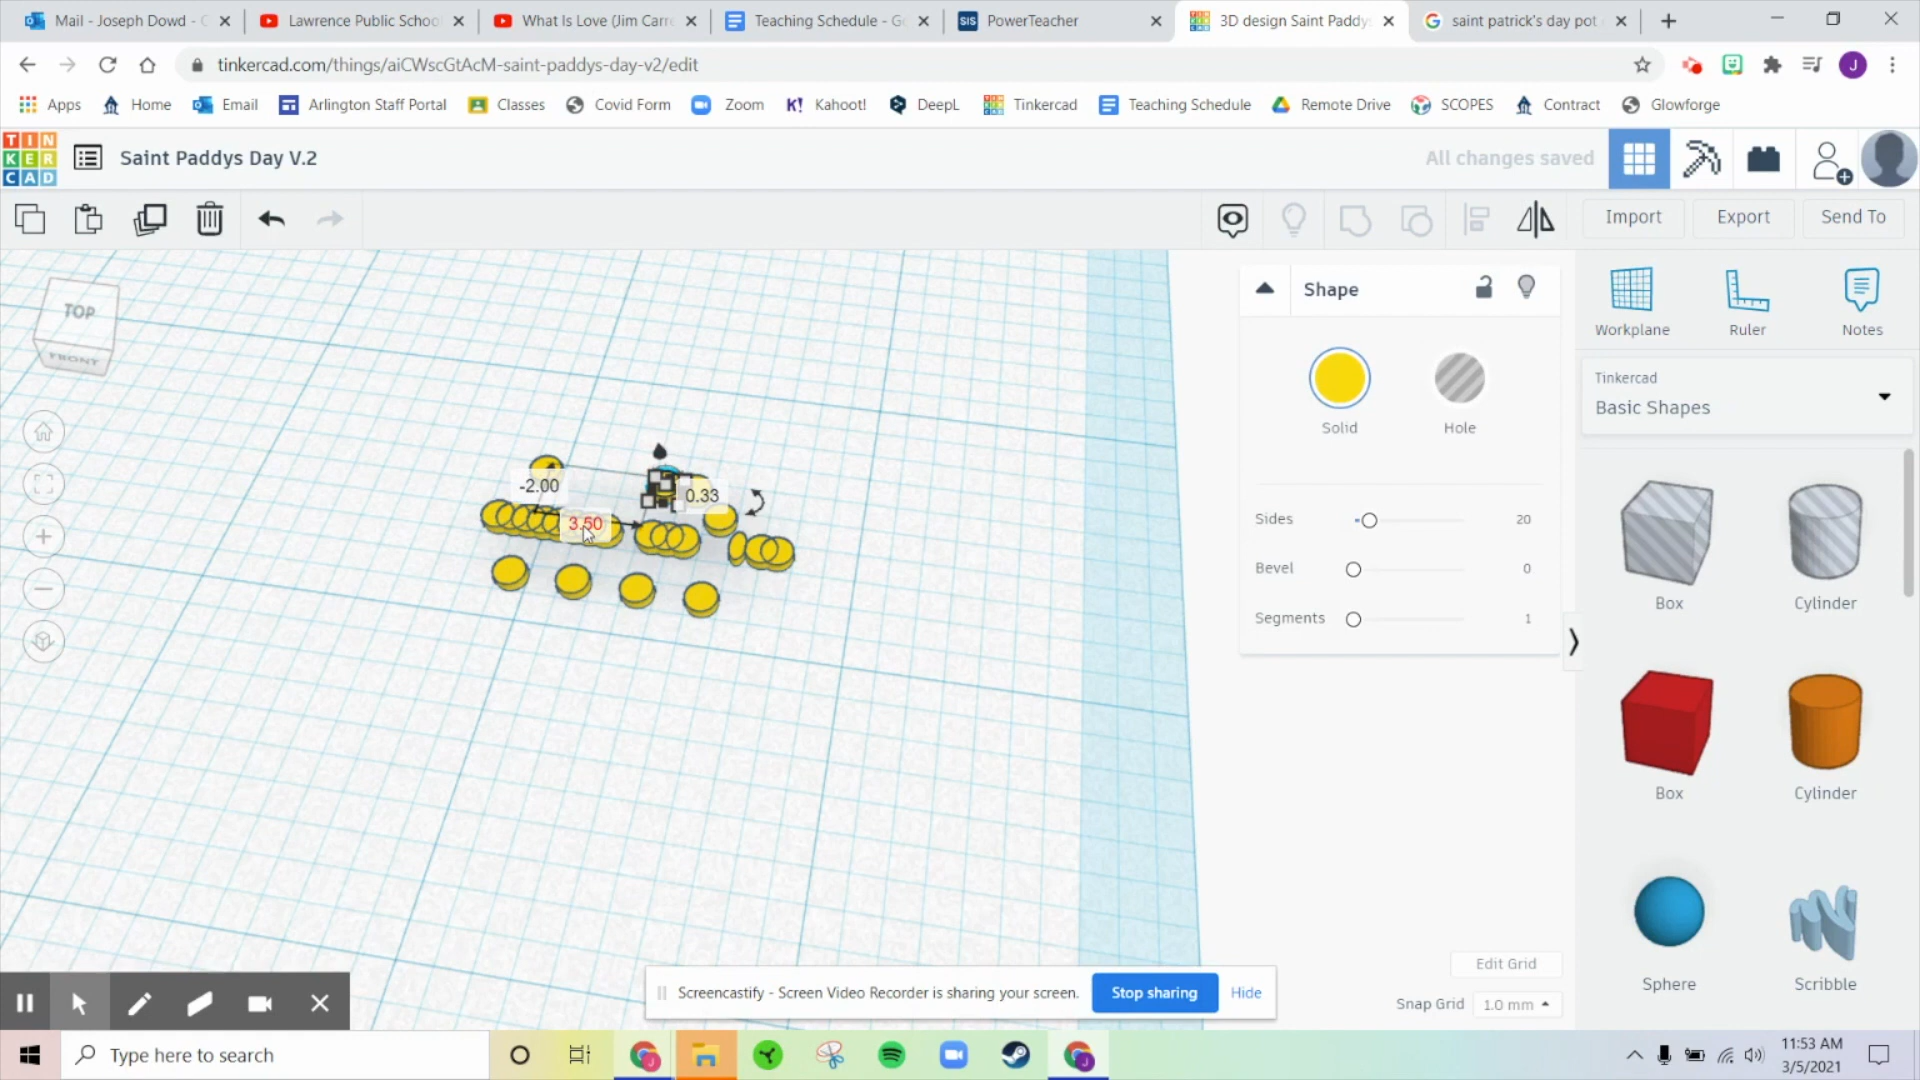 Mail - Joseph Dowd -
Lawrence Public Schoo
What Is Love (Jim Carre
Teaching Schedule - G
SIS
PowerTeacher
3D design Saint Paddy
saint patrick's day pot
tinkercad.com/things/aiCWscGtAcM-saint-paddys-day-v2/edit
J
Apps
Home
Email
Arlington Staff Portal
Classes
Covid Form
Zoom
K!
Kahoot!
DeepL
Tinkercad
Teaching Schedule
Remote Drive
SCOPES
Contract
Glowforge
TIN
KER
CAD
Saint Paddys Day V.2
All changes saved
Import
Export
Send To
TOP
FRONT
Shape
Solid
Hole
Sides
20
Bevel
0
Segments
1
Workplane
Ruler
Notes
Tinkercad
Basic Shapes
Box
Cylinder
Box
Cylinder
Sphere
Scribble
-2.00
0.33
3.50
Edit Grid
Snap Grid
1.0 mm
Screencastify - Screen Video Recorder is sharing your screen.
Stop sharing
Hide
Type here to search
11:53 AM
3/5/2021